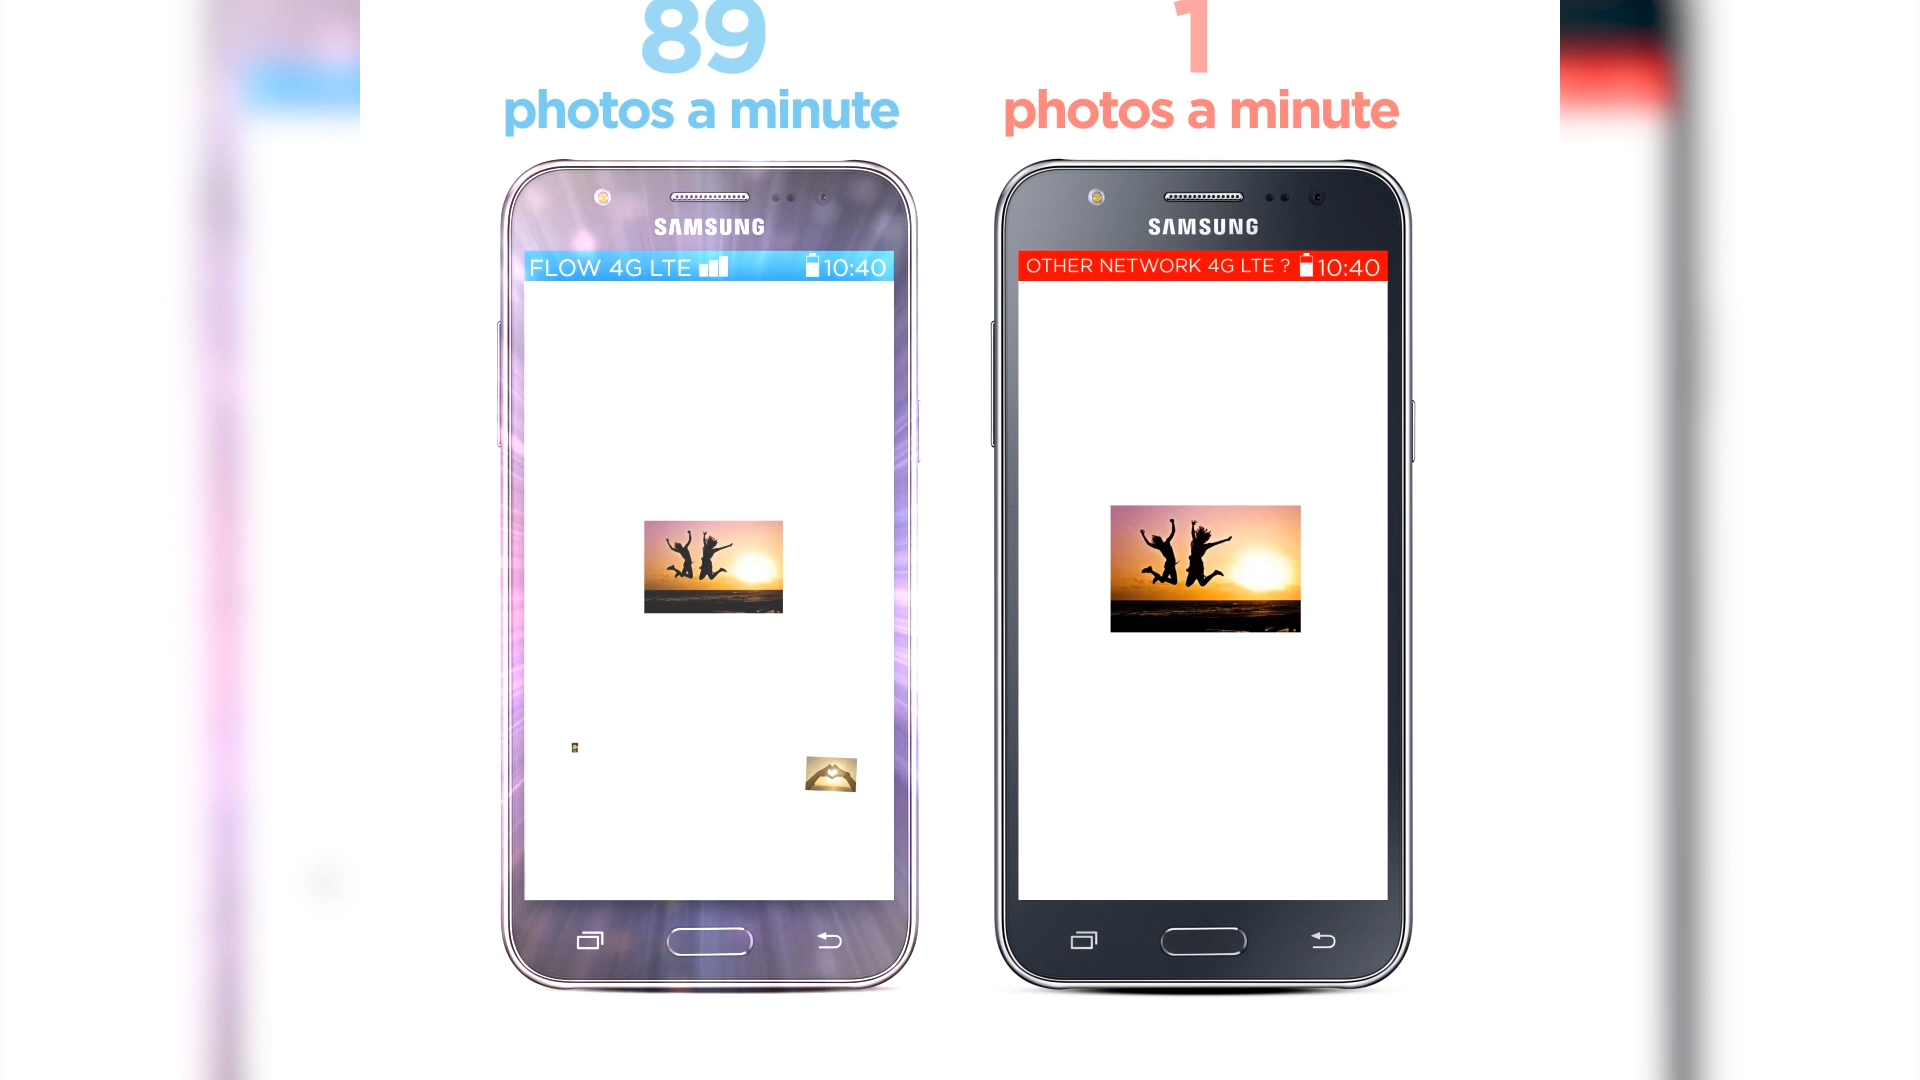 89
photos a minute
1
photos a minute
SAMSUNG
FLOW 4G LTE 10:40
SAMSUNG
OTHER NETWORK 4G LTE ? 10:40